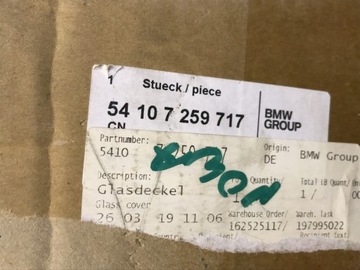 1 Stueck / piece
54 10 7 259 717
BMW
GROUP
CN
Partnumber:
Origin:
5410
DE
BMW Group
Description:
Quantity/
Total (B Quant/
Glasdeckel
1 /
Glass cover
Warehouse Order/
Wareh. Task
26 03 19 11 06
162525117/
197995022